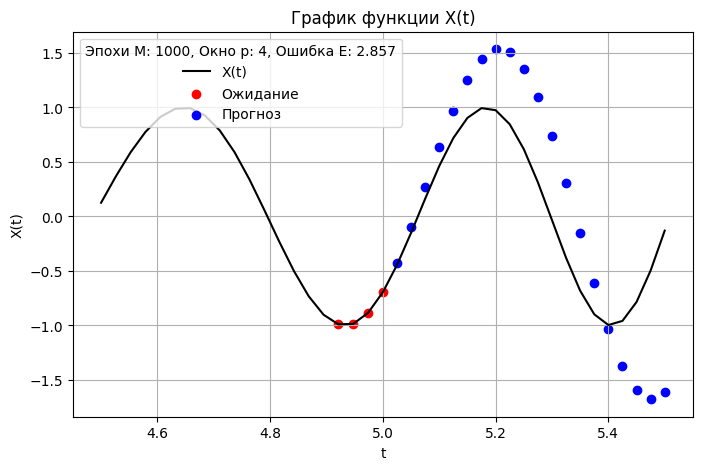 График функции X(t)
Эпохи M: 1000, Окно p: 4, Ошибка E: 2.857
X(t)
Ожидание
Прогноз
1.5
1.0
0.5
0.0
−0.5
−1.0
−1.5
X(t)
4.6 4.8 5.0 5.2 5.4
t